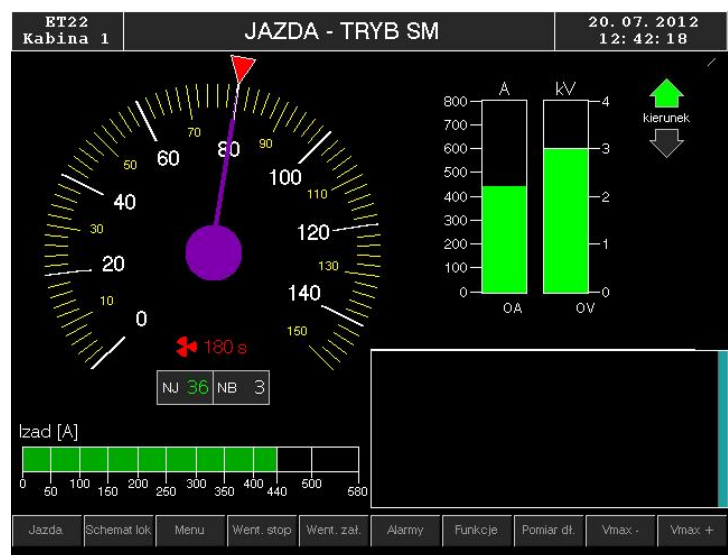 ET22
Kabina 1
JAZDA - TRYB SM
20. 07. 2012
12: 42: 18
0
10
20
30
40
50
60
70
80
90
100
110
120
130
140
150
180 s
NJ 36 NB 3
A
800
700
600
500
400
300
200
100
0
0A
kV
4
3
2
1
0
0V
kierunek
Izad [A]
0 50 100 150 200 250 300 350 400 440 500 580
Jazda Schemat lok Menu Went. stop Went. zał. Alarmy Funkcje Pomiar dł. Vmax - Vmax +